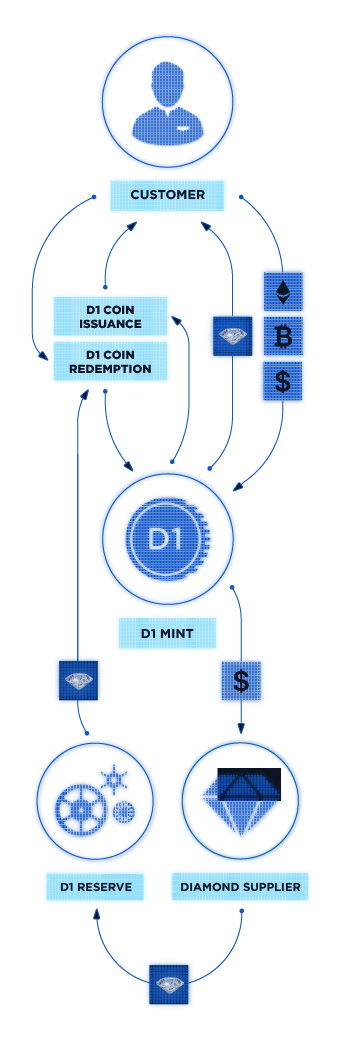 CUSTOMER
D1 COIN
ISSUANCE
D1 COIN
REDEMPTION
$
D1
D1 MINT
$
D1 RESERVE
DIAMOND SUPPLIER